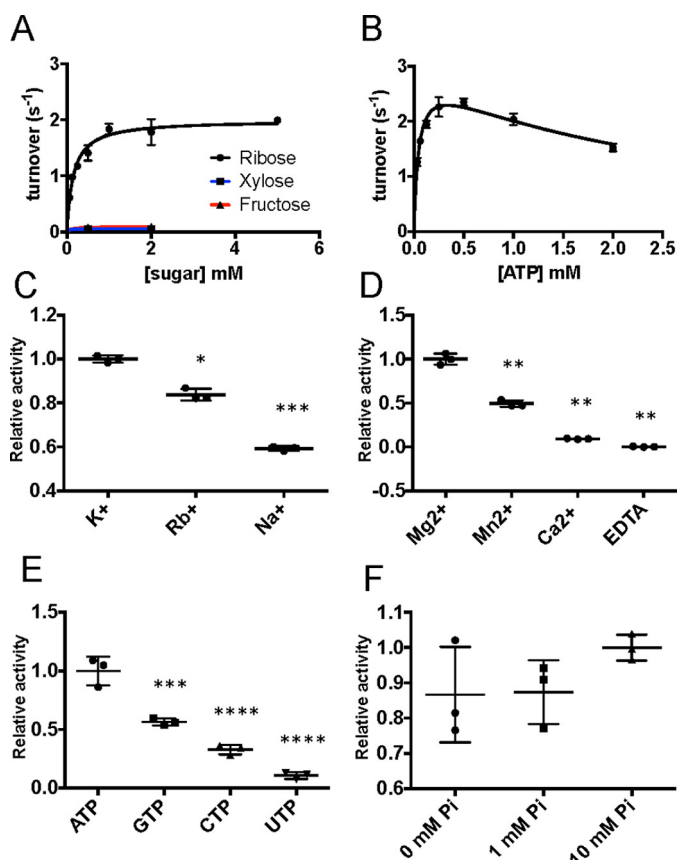 A
turnover (s⁻¹)
3
2
1
0
0 2 4 6
[sugar] mM
Ribose
Xylose
Fructose
B
turnover (s⁻¹)
3
2
1
0
0.0 0.5 1.0 1.5 2.0 2.5
[ATP] mM
C
Relative activity
1.2
1.0
0.8
0.6
0.4
*
***
K+ Rb+ Na+
D
Relative activity
1.5
1.0
0.5
0.0
-0.5
** ** **
Mg2+ Mn2+ Ca2+ EDTA
E
Relative activity
1.5
1.0
0.5
0.0
*** **** ****
ATP GTP CTP UTP
F
Relative activity
1.1
1.0
0.9
0.8
0.7
0.6
0 mM Pi 1 mM Pi 10 mM Pi